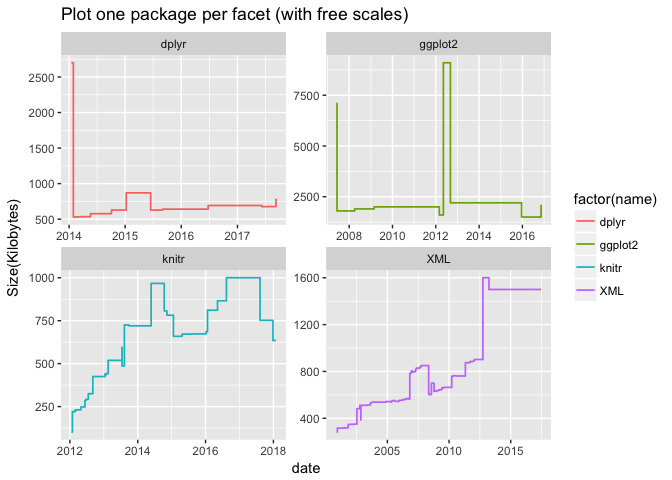 Plot one package per facet (with free scales)
dplyr
ggplot2
2500
2000
1500
1000
500
7500
5000
2500
2014
2015
2016
2017
2008
2010
2012
2014
2016
knitr
XML
1000
750
500
250
1600
1200
800
400
2012
2014
2016
2018
2005
2010
2015
date
Size(Kilobytes)
factor(name)
dplyr
ggplot2
knitr
XML